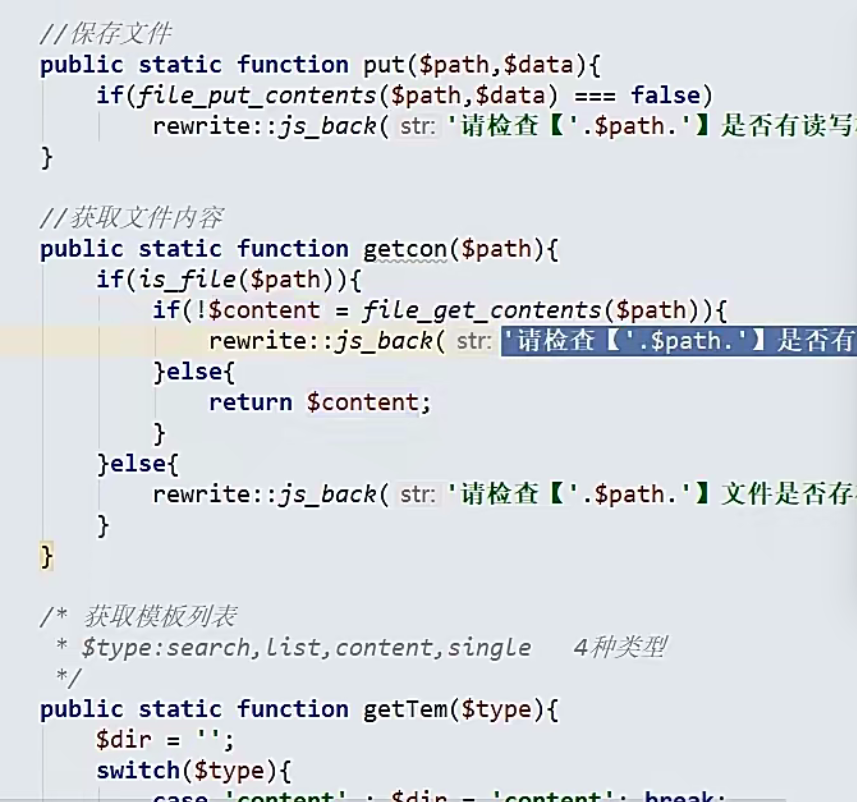 //保存文件
public static function put($path,$data){
if(file_put_contents($path,$data) === false)
rewrite::js_back( str: '请检查【'.$path.'】是否有读写
}
//获取文件内容
public static function getcon($path){
if(is_file($path)){
if(!$content = file_get_contents($path)){
rewrite::js_back( str: '请检查【'.$path.'】是否有
}else{
return $content;
}
}else{
rewrite::js_back( str: '请检查【'.$path.'】文件是否存
}
}
/* 获取模板列表
* $type:search,list,content,single 4种类型
*/
public static function getTem($type){
$dir = '';
switch($type){
case 'content' : $dir = 'content'; break;